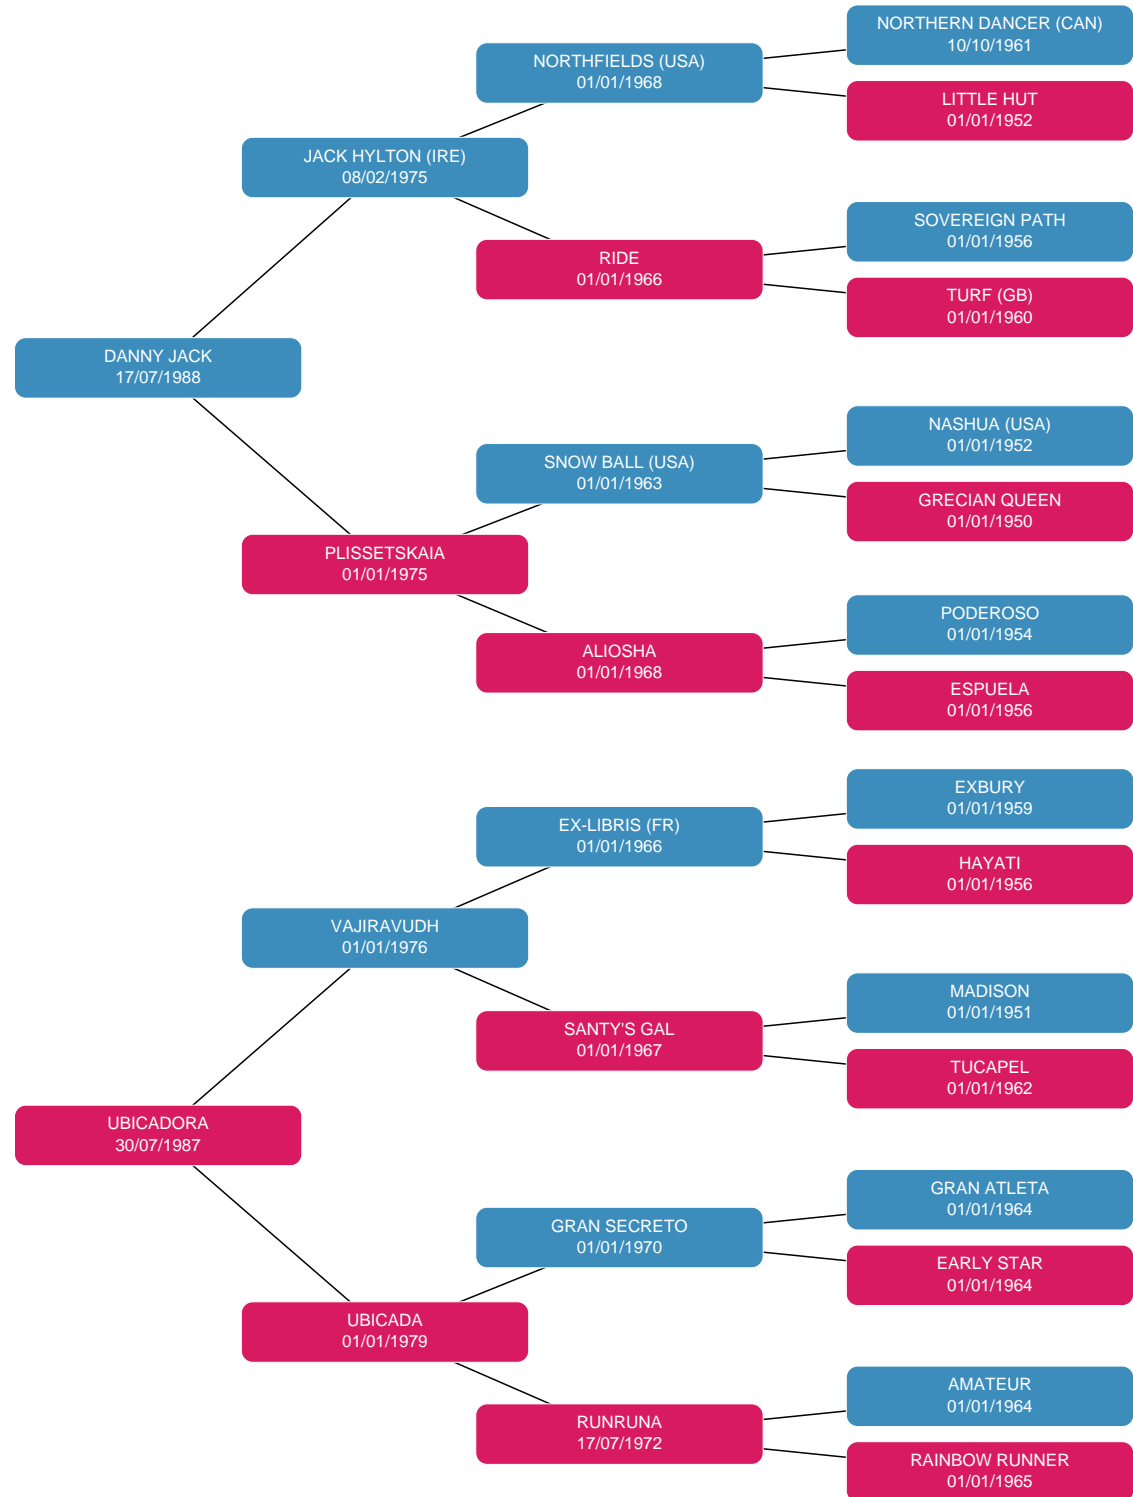 NORTHERN DANCER (CAN)
10/10/1961
NORTHFIELDS (USA)
01/01/1968
LITTLE HUT
01/01/1952
JACK HYLTON (IRE)
08/02/1975
SOVEREIGN PATH
01/01/1956
RIDE
01/01/1966
TURF (GB)
01/01/1960
DANNY JACK
17/07/1988
NASHUA (USA)
01/01/1952
SNOW BALL (USA)
01/01/1963
GRECIAN QUEEN
01/01/1950
PLISSETSKAIA
01/01/1975
PODEROSO
01/01/1954
ALIOSHA
01/01/1968
ESPUELA
01/01/1956
EXBURY
01/01/1959
EX-LIBRIS (FR)
01/01/1966
HAYATI
01/01/1956
VAJIRAVUDH
01/01/1976
MADISON
01/01/1951
SANTY'S GAL
01/01/1967
TUCAPEL
01/01/1962
UBICADORA
30/07/1987
GRAN ATLETA
01/01/1964
GRAN SECRETO
01/01/1970
EARLY STAR
01/01/1964
UBICADA
01/01/1979
AMATEUR
01/01/1964
RUNRUNA
17/07/1972
RAINBOW RUNNER
01/01/1965